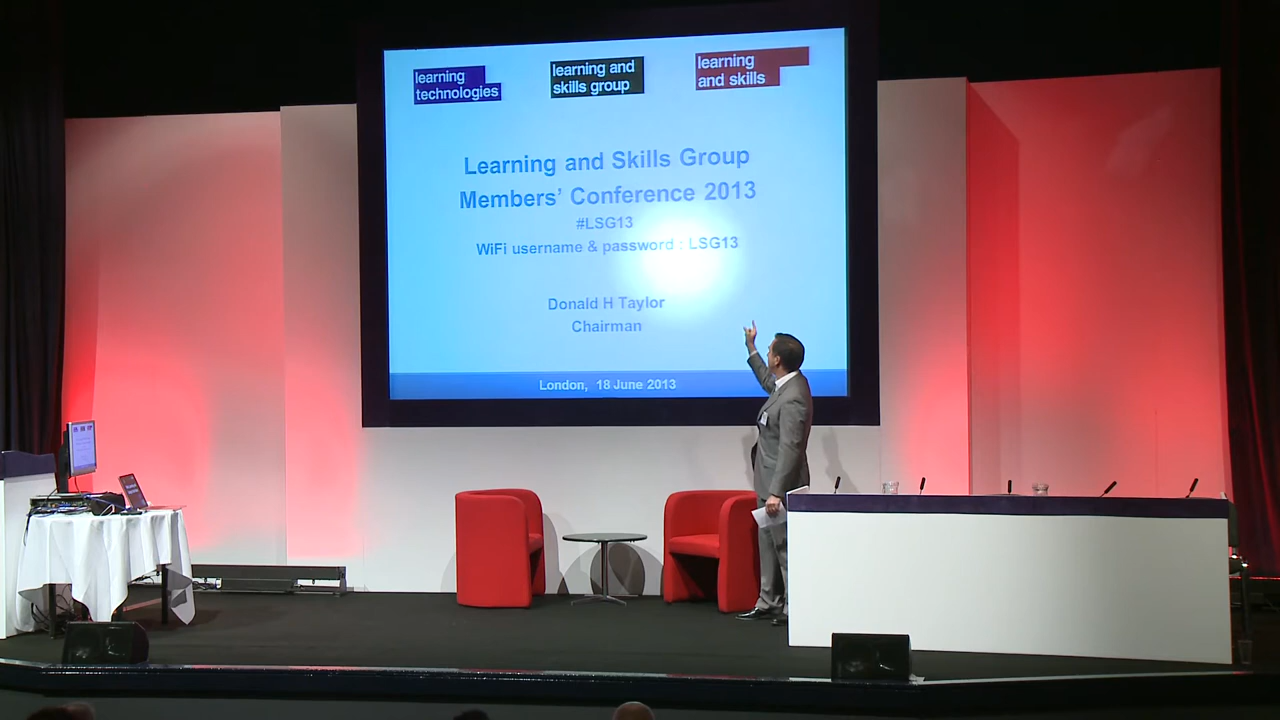 learning
technologies
learning and
skills group
learning
and skills
Learning and Skills Group
Members' Conference 2013
#LSG13
WiFi username & password : LSG13
Donald H Taylor
Chairman
London, 18 June 2013